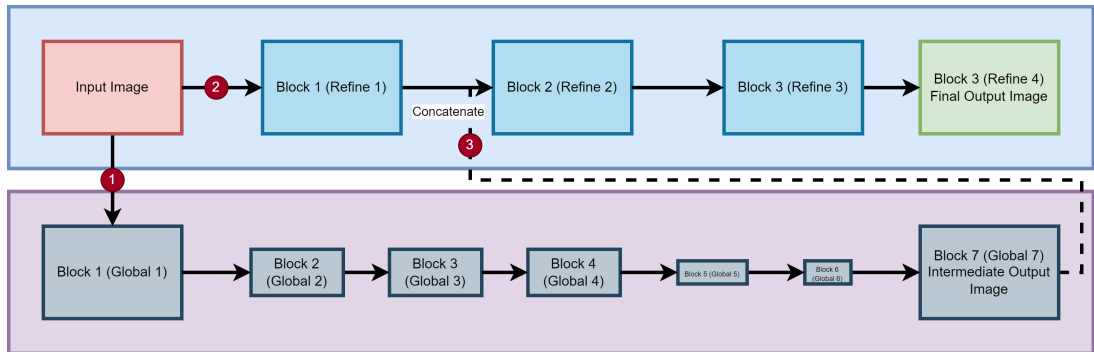 Input Image
2
Block 1 (Refine 1)
Concatenate
Block 2 (Refine 2)
Block 3 (Refine 3)
Block 3 (Refine 4)
Final Output Image
3
1
Block 1 (Global 1)
Block 2
(Global 2)
Block 3
(Global 3)
Block 4
(Global 4)
Block 5 (Global 5)
Block 6
(Global 6)
Block 7 (Global 7)
Intermediate Output
Image